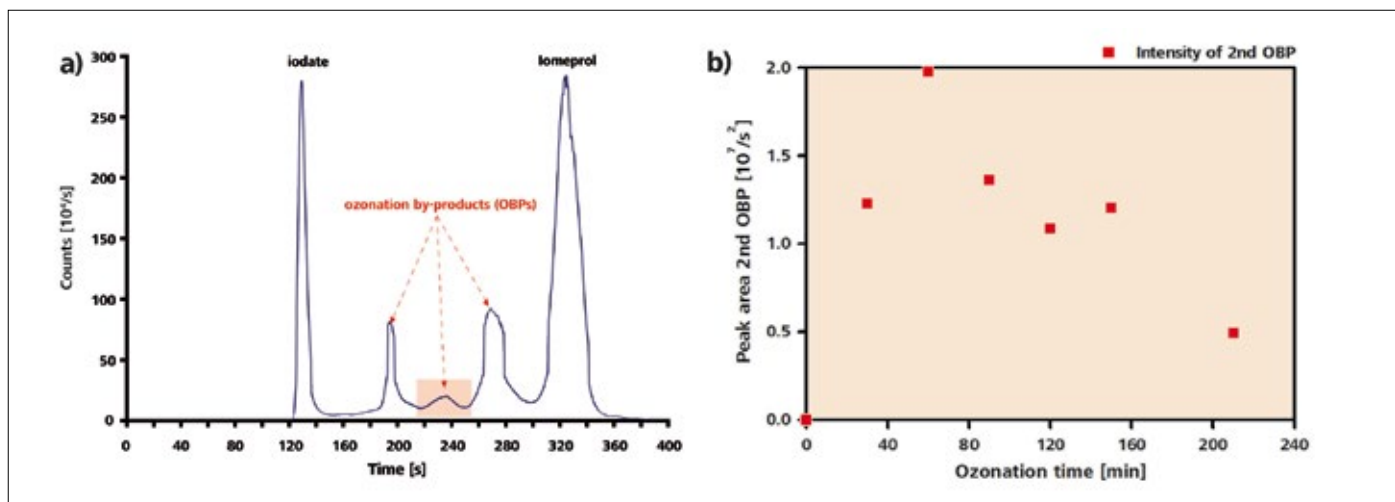 a)
iodate
Iomeprol
ozonation by-products (OBPs)
Counts [10⁶/s]
300
250
200
150
100
50
0
0 40 80 120 160 200 240 280 320 360 400
Time [s]
b)
Intensity of 2nd OBP
Peak area 2nd OBP [10⁷/s²]
2.0
1.5
1.0
0.5
0.0
0 40 80 120 160 200 240
Ozonation time [min]